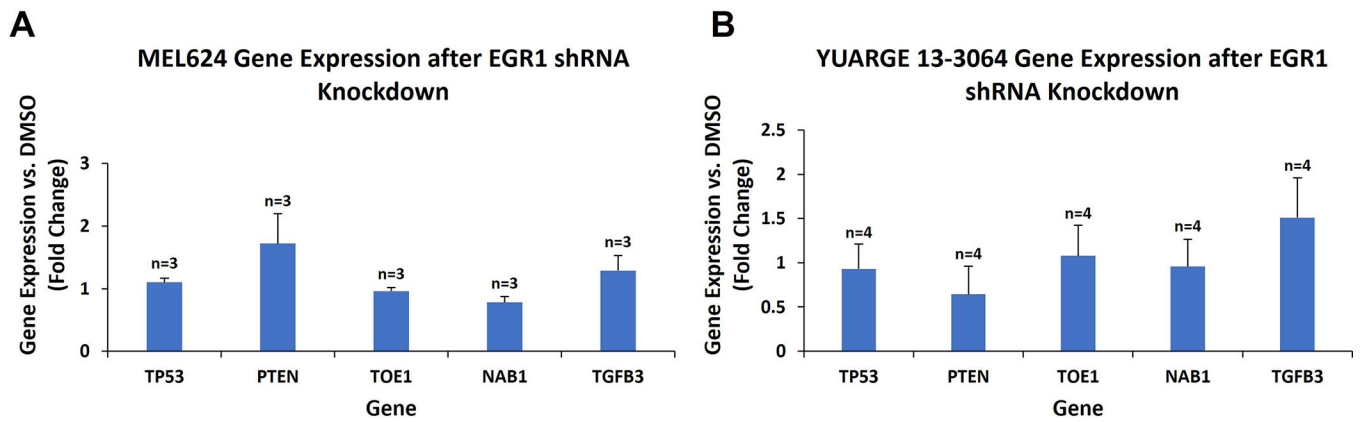 A
MEL624 Gene Expression after EGR1 shRNA
Knockdown
Gene Expression vs. DMSO
(Fold Change)
3
2
1
0
n=3
n=3
n=3
n=3
n=3
TP53
PTEN
TOE1
NAB1
TGFB3
Gene
B
YUARGE 13-3064 Gene Expression after EGR1
shRNA Knockdown
Gene Expression vs. DMSO
(Fold Change)
2.5
2
1.5
1
0.5
0
n=4
n=4
n=4
n=4
n=4
TP53
PTEN
TOE1
NAB1
TGFB3
Gene